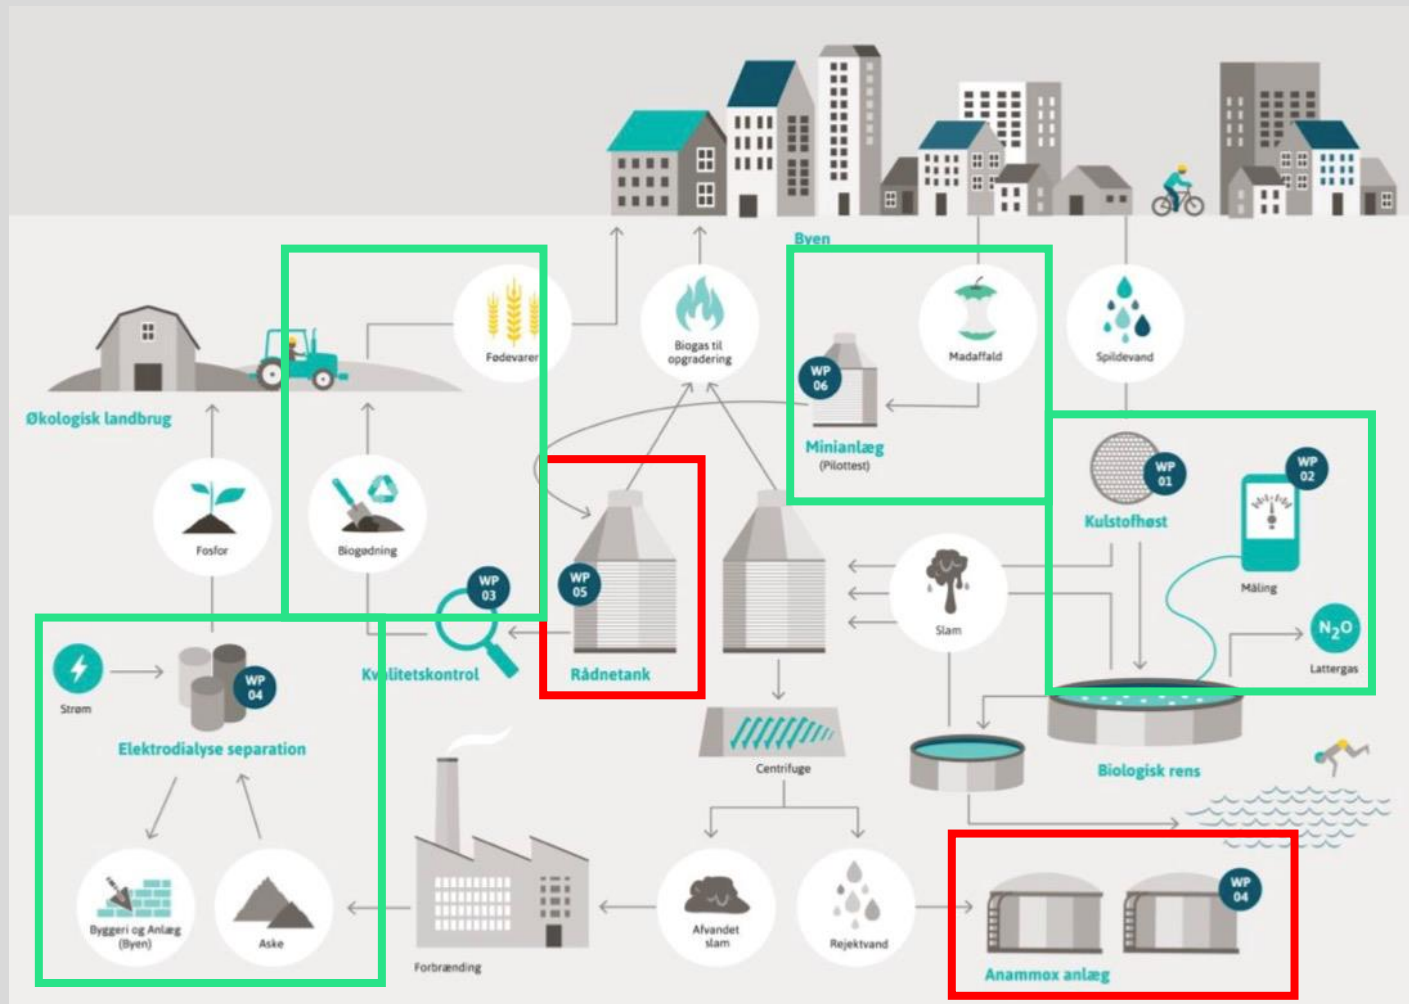 Byen
Fødevarer
Biogas til
opgradering
Madaffald
Spildevand
WP
06
Minianlæg
(Pilottest)
Økologisk landbrug
WP
01
Kulstofhøst
WP
02
Måling
Fosfor
Biogødning
WP
03
Kvalitetskontrol
WP
05
Rådnetank
Slam
N₂O
Lattergas
Strøm
WP
04
Elektrodialyse separation
Centrifuge
Biologisk rens
Byggeri og Anlæg
(Byen)
Aske
Forbrænding
Afvandet
slam
Rejektvand
WP
04
Anammox anlæg